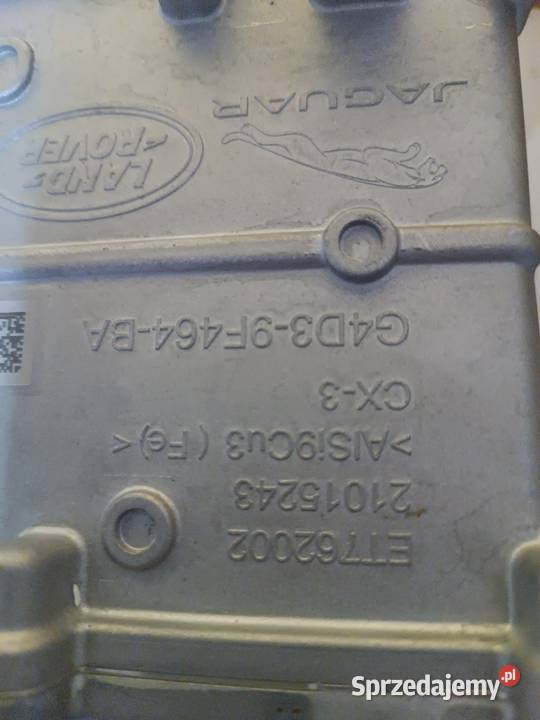 ET762002
21015243
>AlSi9Cu3 (Fe)<
CX-3
G4D3-9F464-BA
JAGUAR
LAND
ROVER
Sprzedajemy.pl